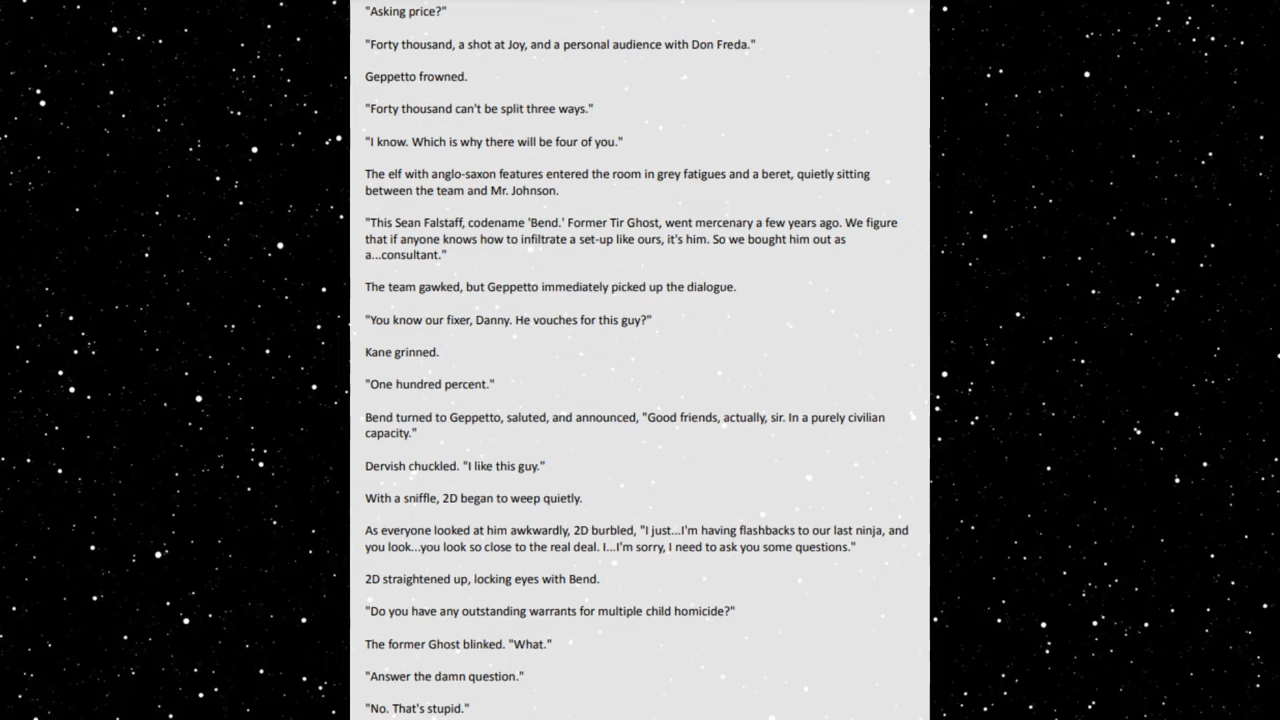 "Asking price?"
"Forty thousand, a shot at Joy, and a personal audience with Don Freda."
Geppetto frowned.
"Forty thousand can't be split three ways."
"I know. Which is why there will be four of you."
The elf with anglo-saxon features entered the room in grey fatigues and a beret, quietly sitting
between the team and Mr. Johnson.
"This Sean Falstaff, codename 'Bend.' Former Tir Ghost, went mercenary a few years ago. We figure
that if anyone knows how to infiltrate a set-up like ours, it's him. So we bought him out as
a...consultant."
The team gawked, but Geppetto immediately picked up the dialogue.
"You know our fixer, Danny. He vouches for this guy?"
Kane grinned.
"One hundred percent."
Bend turned to Geppetto, saluted, and announced, "Good friends, actually, sir. In a purely civilian
capacity."
Dervish chuckled. "I like this guy."
With a sniffle, 2D began to weep quietly.
As everyone looked at him awkwardly, 2D burbled, "I just...I'm having flashbacks to our last ninja, and
you look...you look so close to the real deal. I...I'm sorry, I need to ask you some questions."
2D straightened up, locking eyes with Bend.
"Do you have any outstanding warrants for multiple child homicide?"
The former Ghost blinked. "What."
"Answer the damn question."
"No. That's stupid."